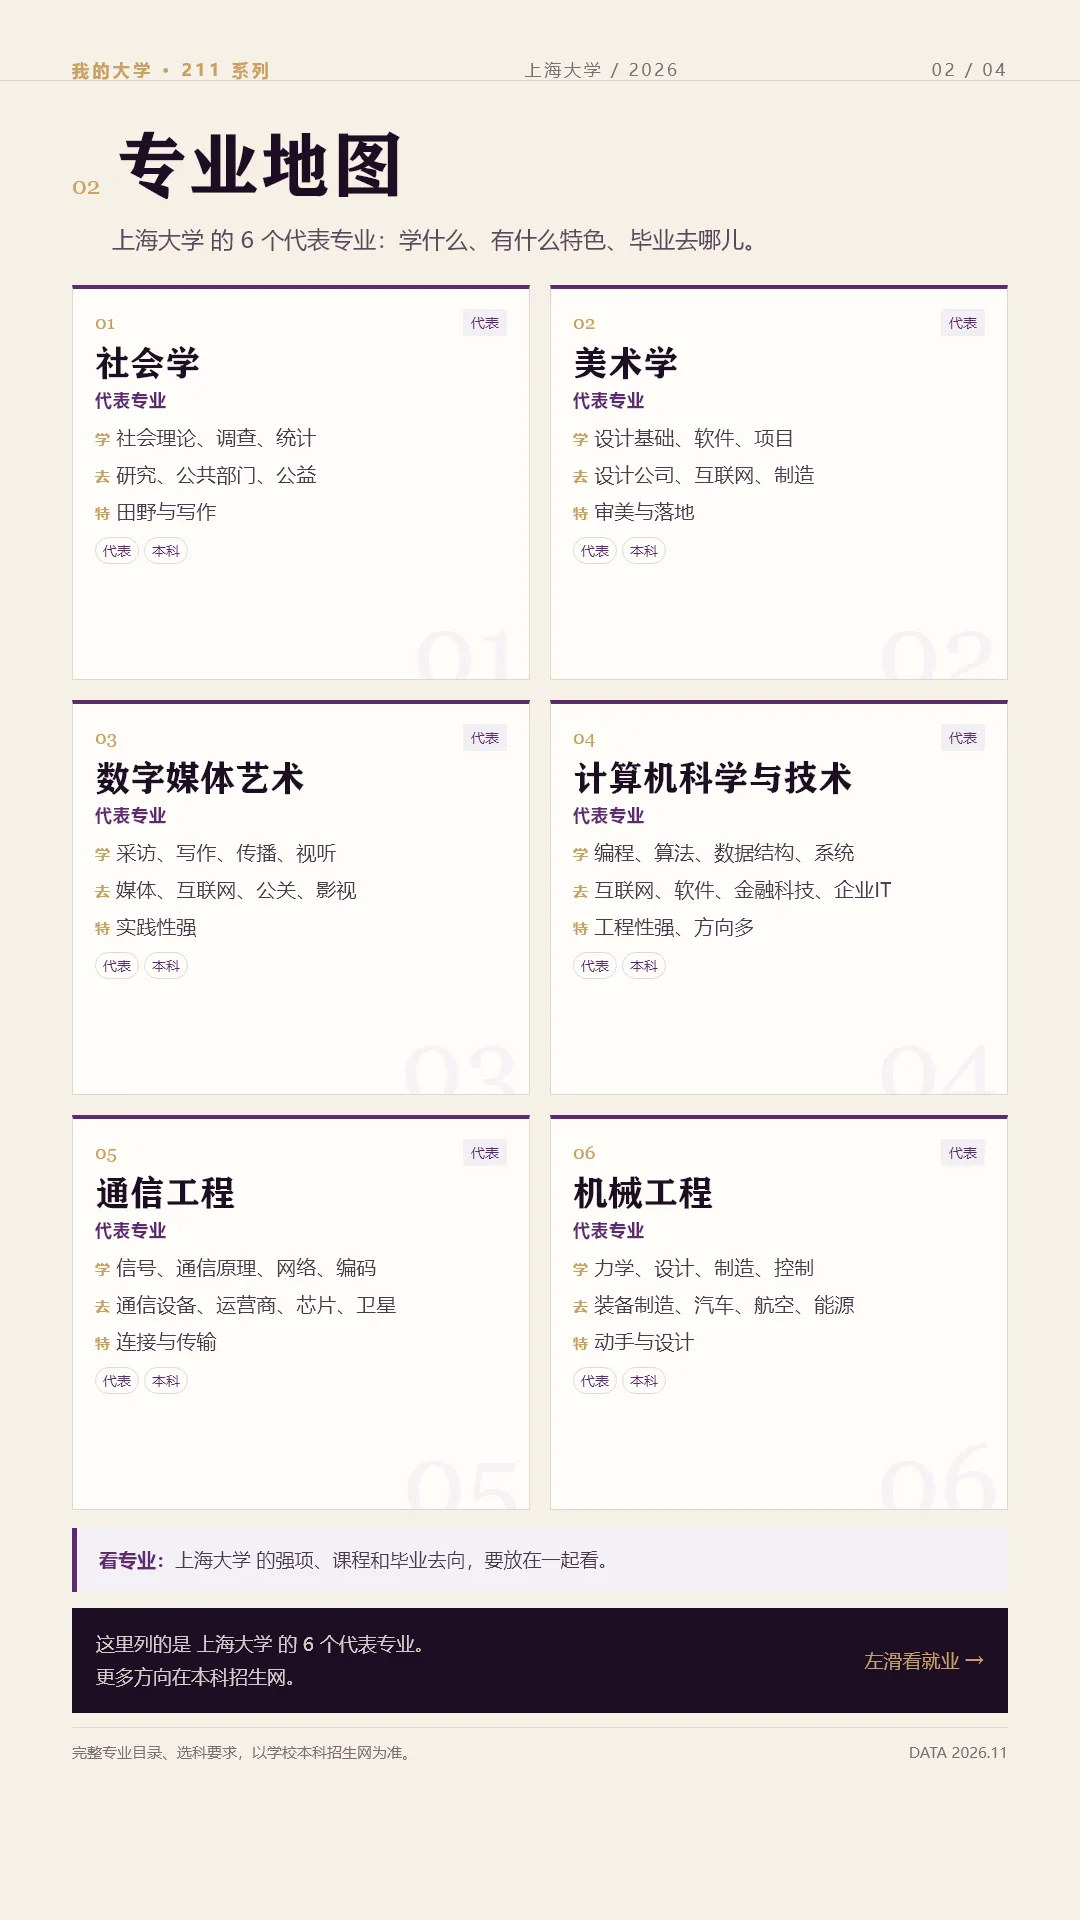 我的大学 · 211 系列
上海大学 / 2026
02 / 04
02 专业地图
上海大学 的 6 个代表专业：学什么、有什么特色、毕业去哪儿。
01
代表
社会学
代表专业
学 社会理论、调查、统计
去 研究、公共部门、公益
特 田野与写作
代表 本科
01
02
代表
美术学
代表专业
学 设计基础、软件、项目
去 设计公司、互联网、制造
特 审美与落地
代表 本科
02
03
代表
数字媒体艺术
代表专业
学 采访、写作、传播、视听
去 媒体、互联网、公关、影视
特 实践性强
代表 本科
03
04
代表
计算机科学与技术
代表专业
学 编程、算法、数据结构、系统
去 互联网、软件、金融科技、企业IT
特 工程性强、方向多
代表 本科
04
05
代表
通信工程
代表专业
学 信号、通信原理、网络、编码
去 通信设备、运营商、芯片、卫星
特 连接与传输
代表 本科
05
06
代表
机械工程
代表专业
学 力学、设计、制造、控制
去 装备制造、汽车、航空、能源
特 动手与设计
代表 本科
06
看专业：上海大学 的强项、课程和毕业去向，要放在一起看。
这里列的是 上海大学 的 6 个代表专业。
更多方向在本科招生网。
左滑看就业 →
完整专业目录、选科要求，以学校本科招生网为准。
DATA 2026.11